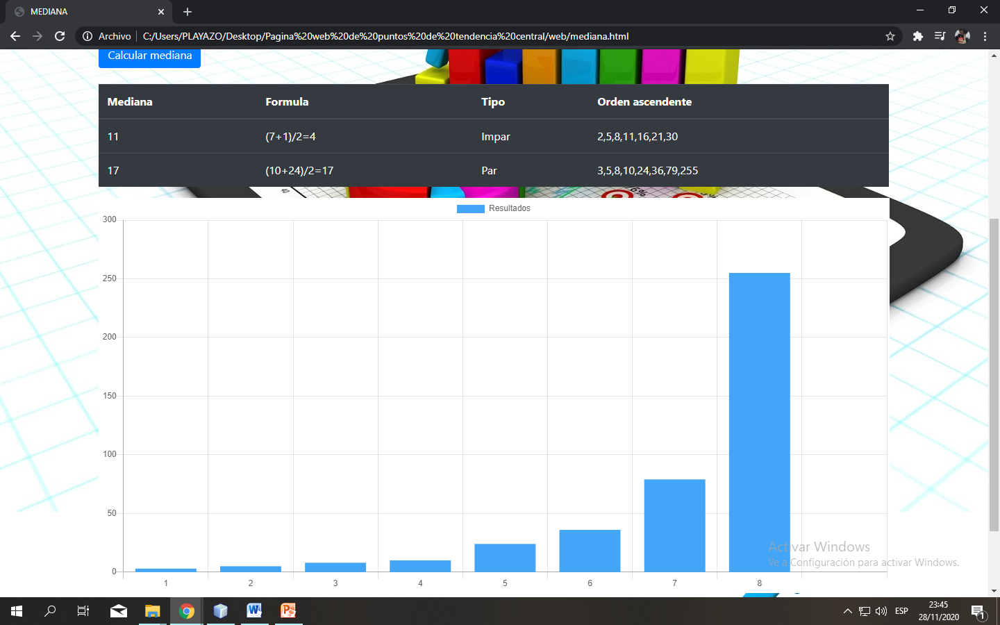 MEDIANA
Archivo C:/Users/PLAYAZO/Desktop/Pagina%20web%20de%20puntos%20de%20tendencia%20central/web/mediana.html
Calcular mediana
Mediana Formula Tipo Orden ascendente
11 (7+1)/2=4 Impar 2,5,8,11,16,21,30
17 (10+24)/2=17 Par 3,5,8,10,24,36,79,255
40
Resultados
300
250
200
150
100
50
0
1 2 3 4 5 6 7 8
Activar Windows
Ve a Configuración para activar Windows.
ESP
23:45
28/11/2020
1